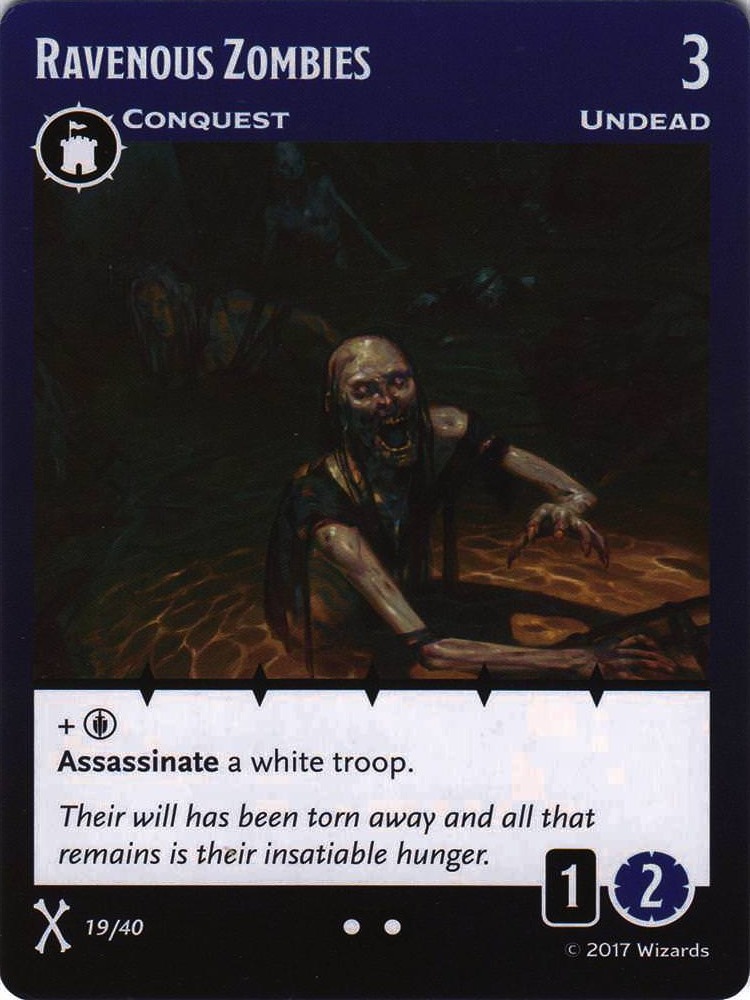 RAVENOUS ZOMBIES 3
CONQUEST UNDEAD
+
Assassinate a white troop.
Their will has been torn away and all that
remains is their insatiable hunger.
1 2
19/40
© 2017 Wizards